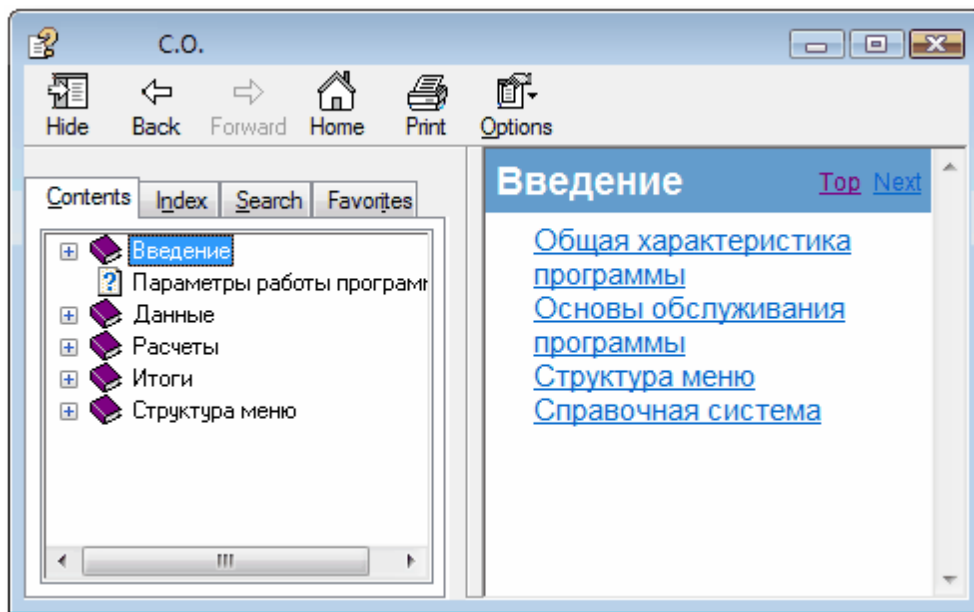 C.O.
Hide Back Forward Home Print Options
Contents Index Search Favorites
Введение
Параметры работы програми
Данные
Расчеты
Итоги
Структура меню
Введение Top Next
Общая характеристика
программы
Основы обслуживания
программы
Структура меню
Справочная система